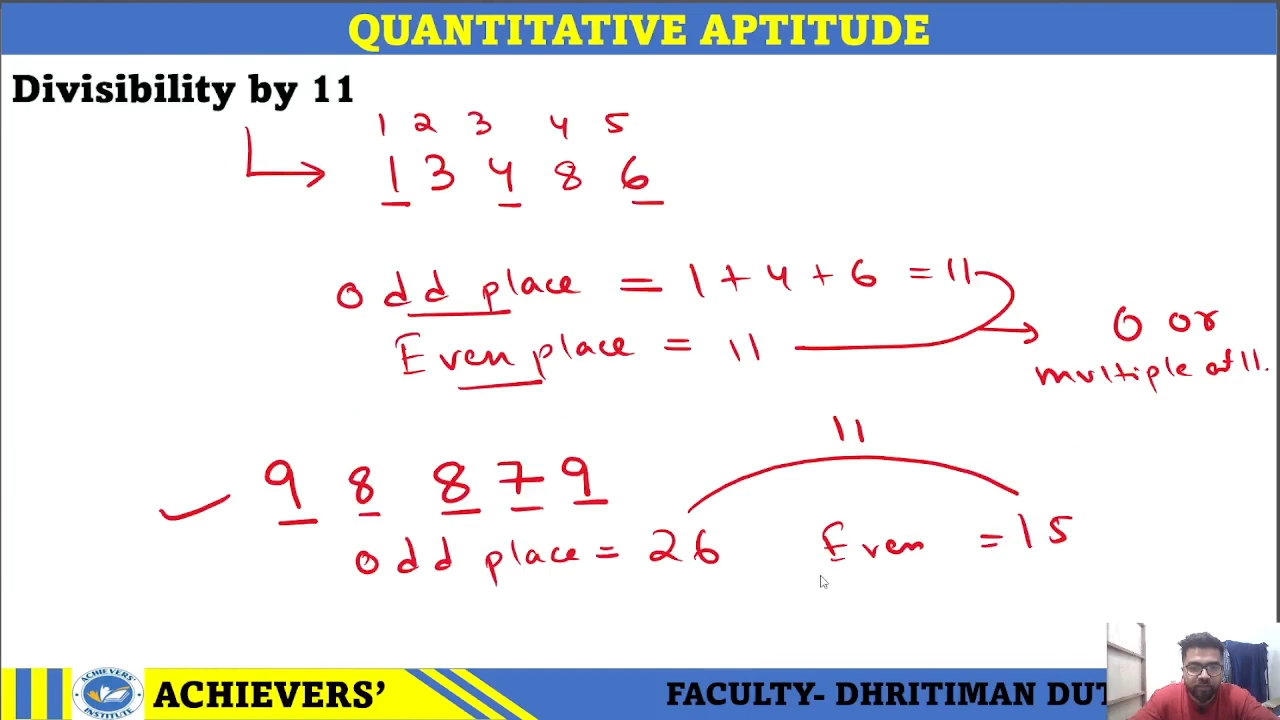 QUANTITATIVE APTITUDE
Divisibility by 11
1 2 3 4 5
1 3 4 8 6
Odd place = 1 + 4 + 6 = 11
Even place = 11
0 or
multiple of 11.
11
9 8 8 7 9
Odd place = 26 Even = 15
ACHIEVERS'
INSTITUTE
ACHIEVERS'
FACULTY- DHRITIMAN DUT